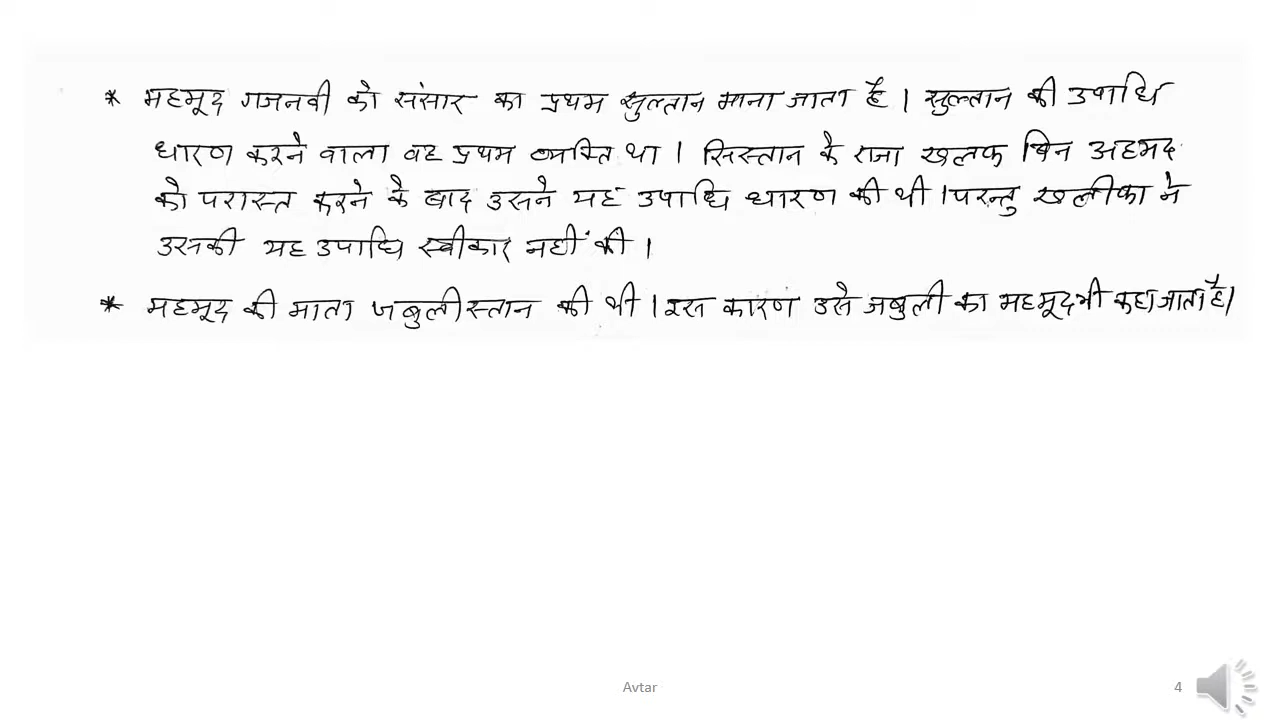 * महमूद गजनवी को संसार का प्रथम सुल्तान माना जाता है । सुल्तान की उपाधि
धारण करने वाला वह प्रथम व्यक्ति था । सिस्तान के राजा खलफ बिन अहमद
को परास्त करने के बाद उसने यह उपाधि धारण की थी । परन्तु खलीफा ने
उसकी यह उपाधि स्वीकार नहीं की ।
* महमूद की माता जबुलीस्तान की थी । इस कारण उसे जबुली का महमूद भी कहा जाता है।
Avtar
4